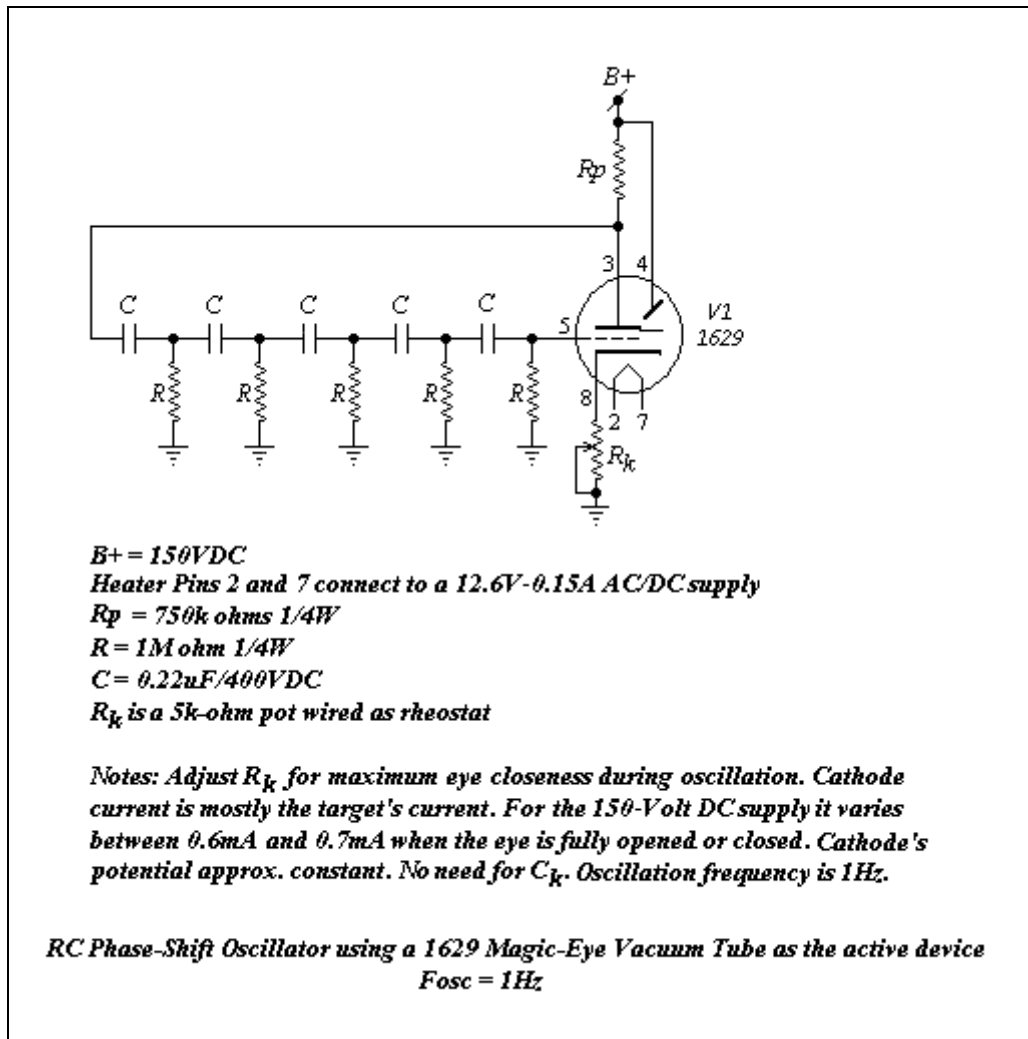 B+
Rp
3 4
C C C C C
5
V1
1629
R R R R R
8
2 7
Rk
B+ = 150VDC
Heater Pins 2 and 7 connect to a 12.6V-0.15A AC/DC supply
Rp = 750k ohms 1/4W
R = 1M ohm 1/4W
C = 0.22uF/400VDC
Rk is a 5k-ohm pot wired as rheostat
Notes: Adjust Rk for maximum eye closeness during oscillation. Cathode
current is mostly the target's current. For the 150-Volt DC supply it varies
between 0.6mA and 0.7mA when the eye is fully opened or closed. Cathode's
potential approx. constant. No need for Ck. Oscillation frequency is 1Hz.
RC Phase-Shift Oscillator using a 1629 Magic-Eye Vacuum Tube as the active device
Fosc = 1Hz